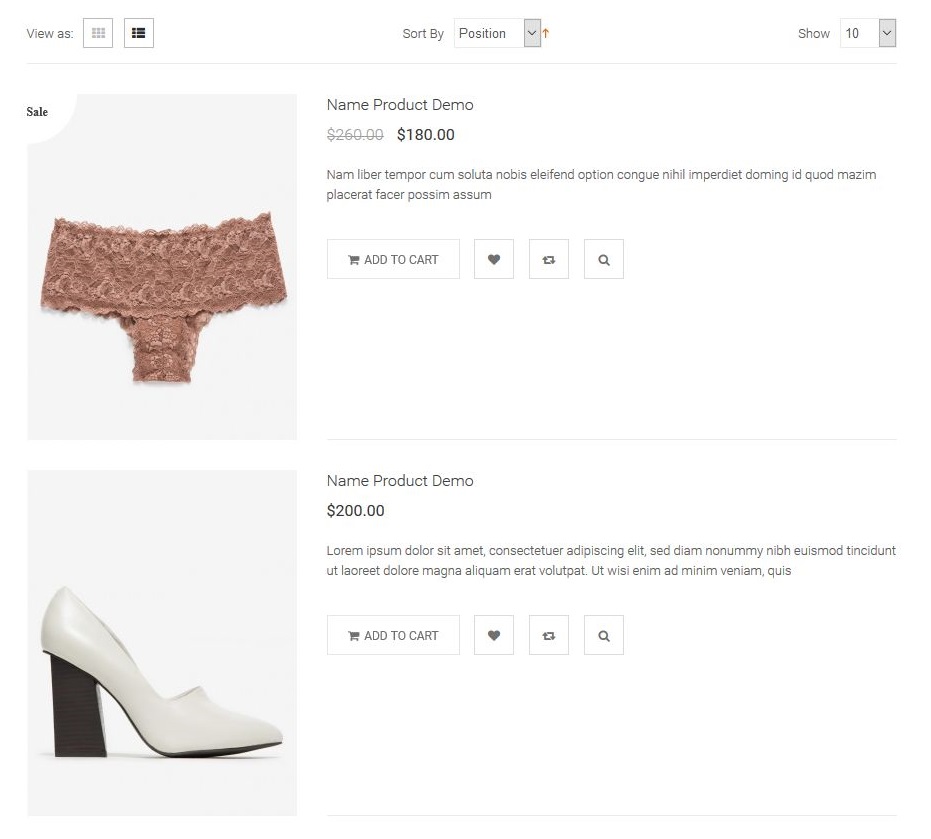 View as:
Sort By Position
Show 10
Sale
Name Product Demo
$260.00 $180.00
Nam liber tempor cum soluta nobis eleifend option congue nihil imperdiet doming id quod mazim
placerat facer possim assum
ADD TO CART
Name Product Demo
$200.00
Lorem ipsum dolor sit amet, consectetuer adipiscing elit, sed diam nonummy nibh euismod tincidunt
ut laoreet dolore magna aliquam erat volutpat. Ut wisi enim ad minim veniam, quis
ADD TO CART